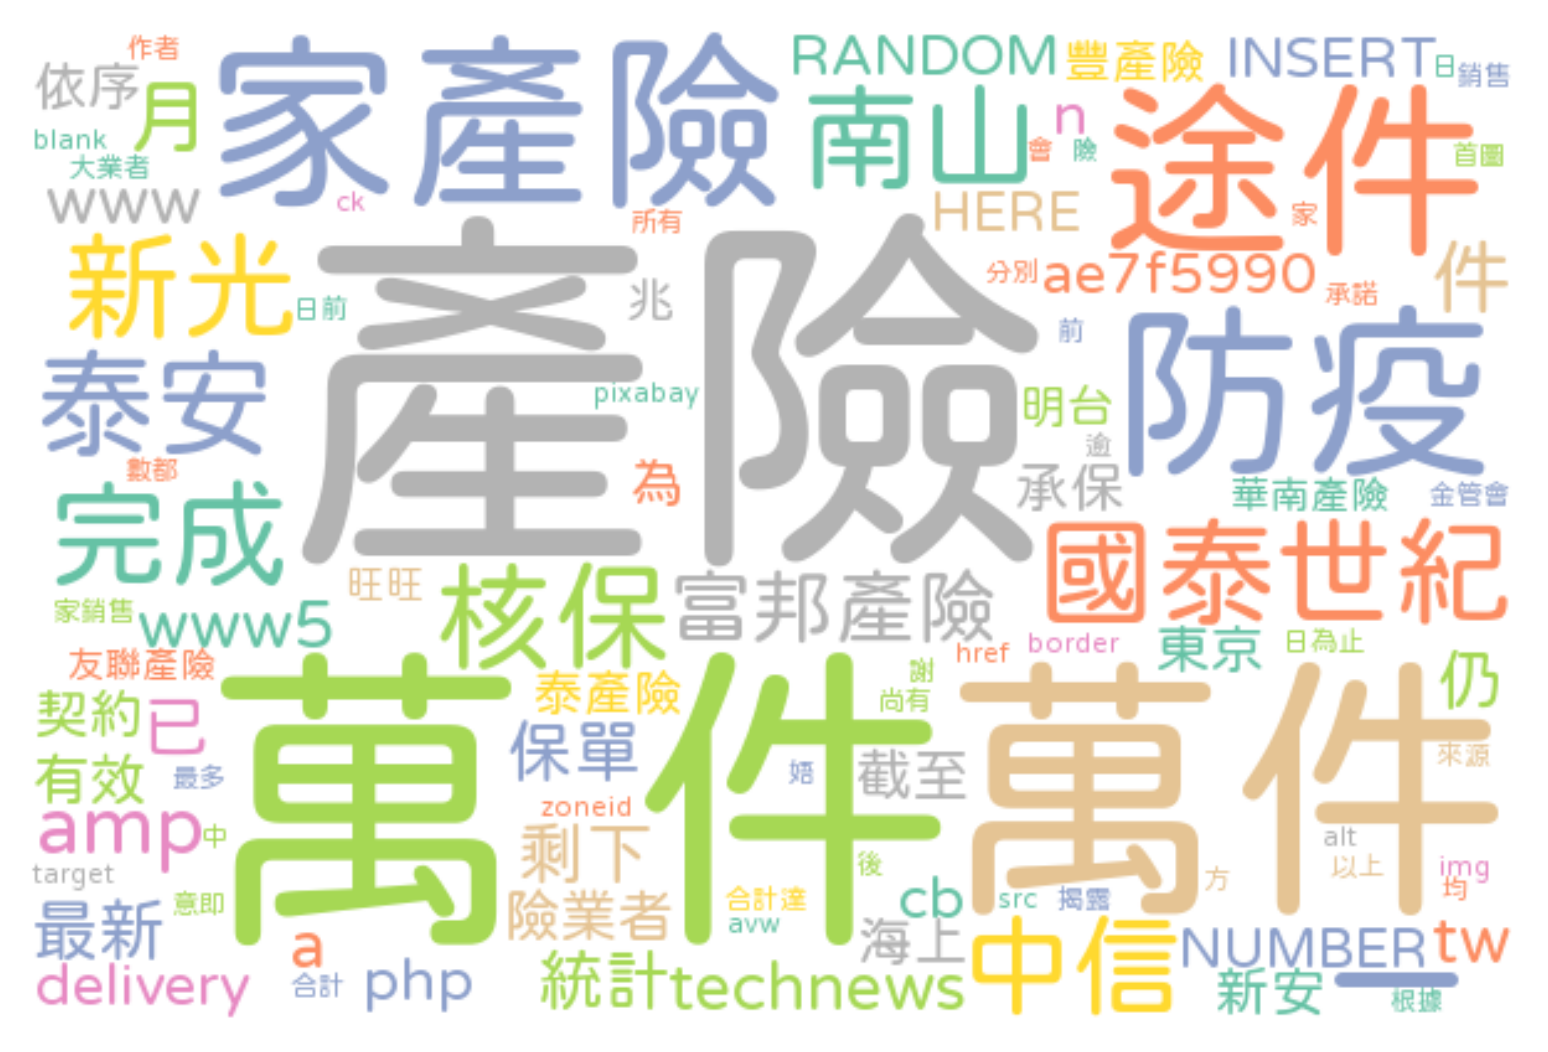 作者
家產險
RANDOM
豐產險
INSERT
日
銷售
依序
月
南山
n
途件
blank
大業者
會
險
首圖
www
ck
所有
HERE
家
新光
日前
產險
兆
分別
ae7f5990
承諾
件
前
防疫
泰安
pixabay
明台
逾
數都
為
承保
華南產險
金管會
完成
國泰世紀
旺旺
核保
富邦產險
家銷售
www5
東京
日為止
border
href
友聯產險
萬件
泰產險
謝
尚有
萬件
仍
契約
已
保單
截至
來源
有效
最多
婚
zoneid
amp
中
剩下
後
alt
以上
img
均
target
方
意即
險業者
合計達
cb
src
揭露
最新
avw
海上
中信
NUMBER
tw
a
delivery
合計
php
統計
technews
新安
一
根據